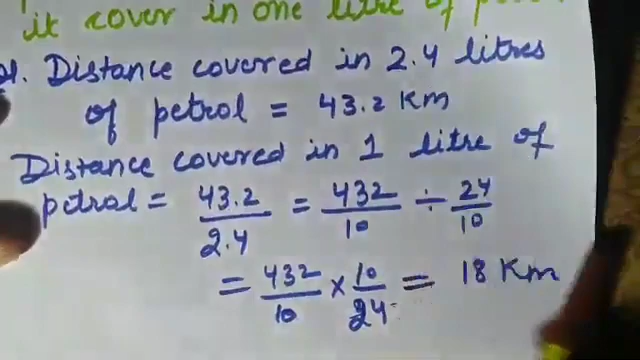 it cover in one litre of
Distance covered in 2.4 litres
of petrol = 43.2 Km
Distance covered in 1 litre of
petrol = 43.2/2.4 = 432/10 ÷ 24/10
= 432/10 × 10/24 = 18 Km